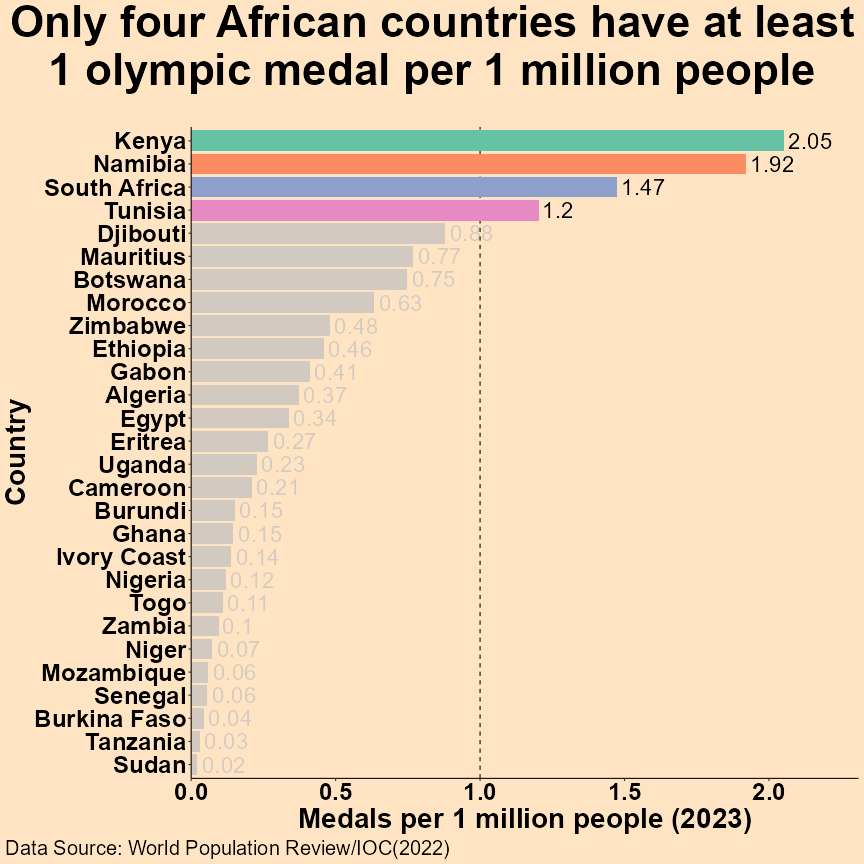 Only four African countries have at least
1 olympic medal per 1 million people
Kenya 2.05
Namibia 1.92
South Africa 1.47
Tunisia 1.2
Djibouti 0.88
Mauritius 0.77
Botswana 0.75
Morocco 0.63
Zimbabwe 0.48
Ethiopia 0.46
Gabon 0.41
Algeria 0.37
Egypt 0.34
Eritrea 0.27
Uganda 0.23
Cameroon 0.21
Burundi 0.15
Ghana 0.15
Ivory Coast 0.14
Nigeria 0.12
Togo 0.11
Zambia 0.1
Niger 0.07
Mozambique 0.06
Senegal 0.06
Burkina Faso 0.04
Tanzania 0.03
Sudan 0.02
Country
0.0 0.5 1.0 1.5 2.0
Medals per 1 million people (2023)
Data Source: World Population Review/IOC(2022)